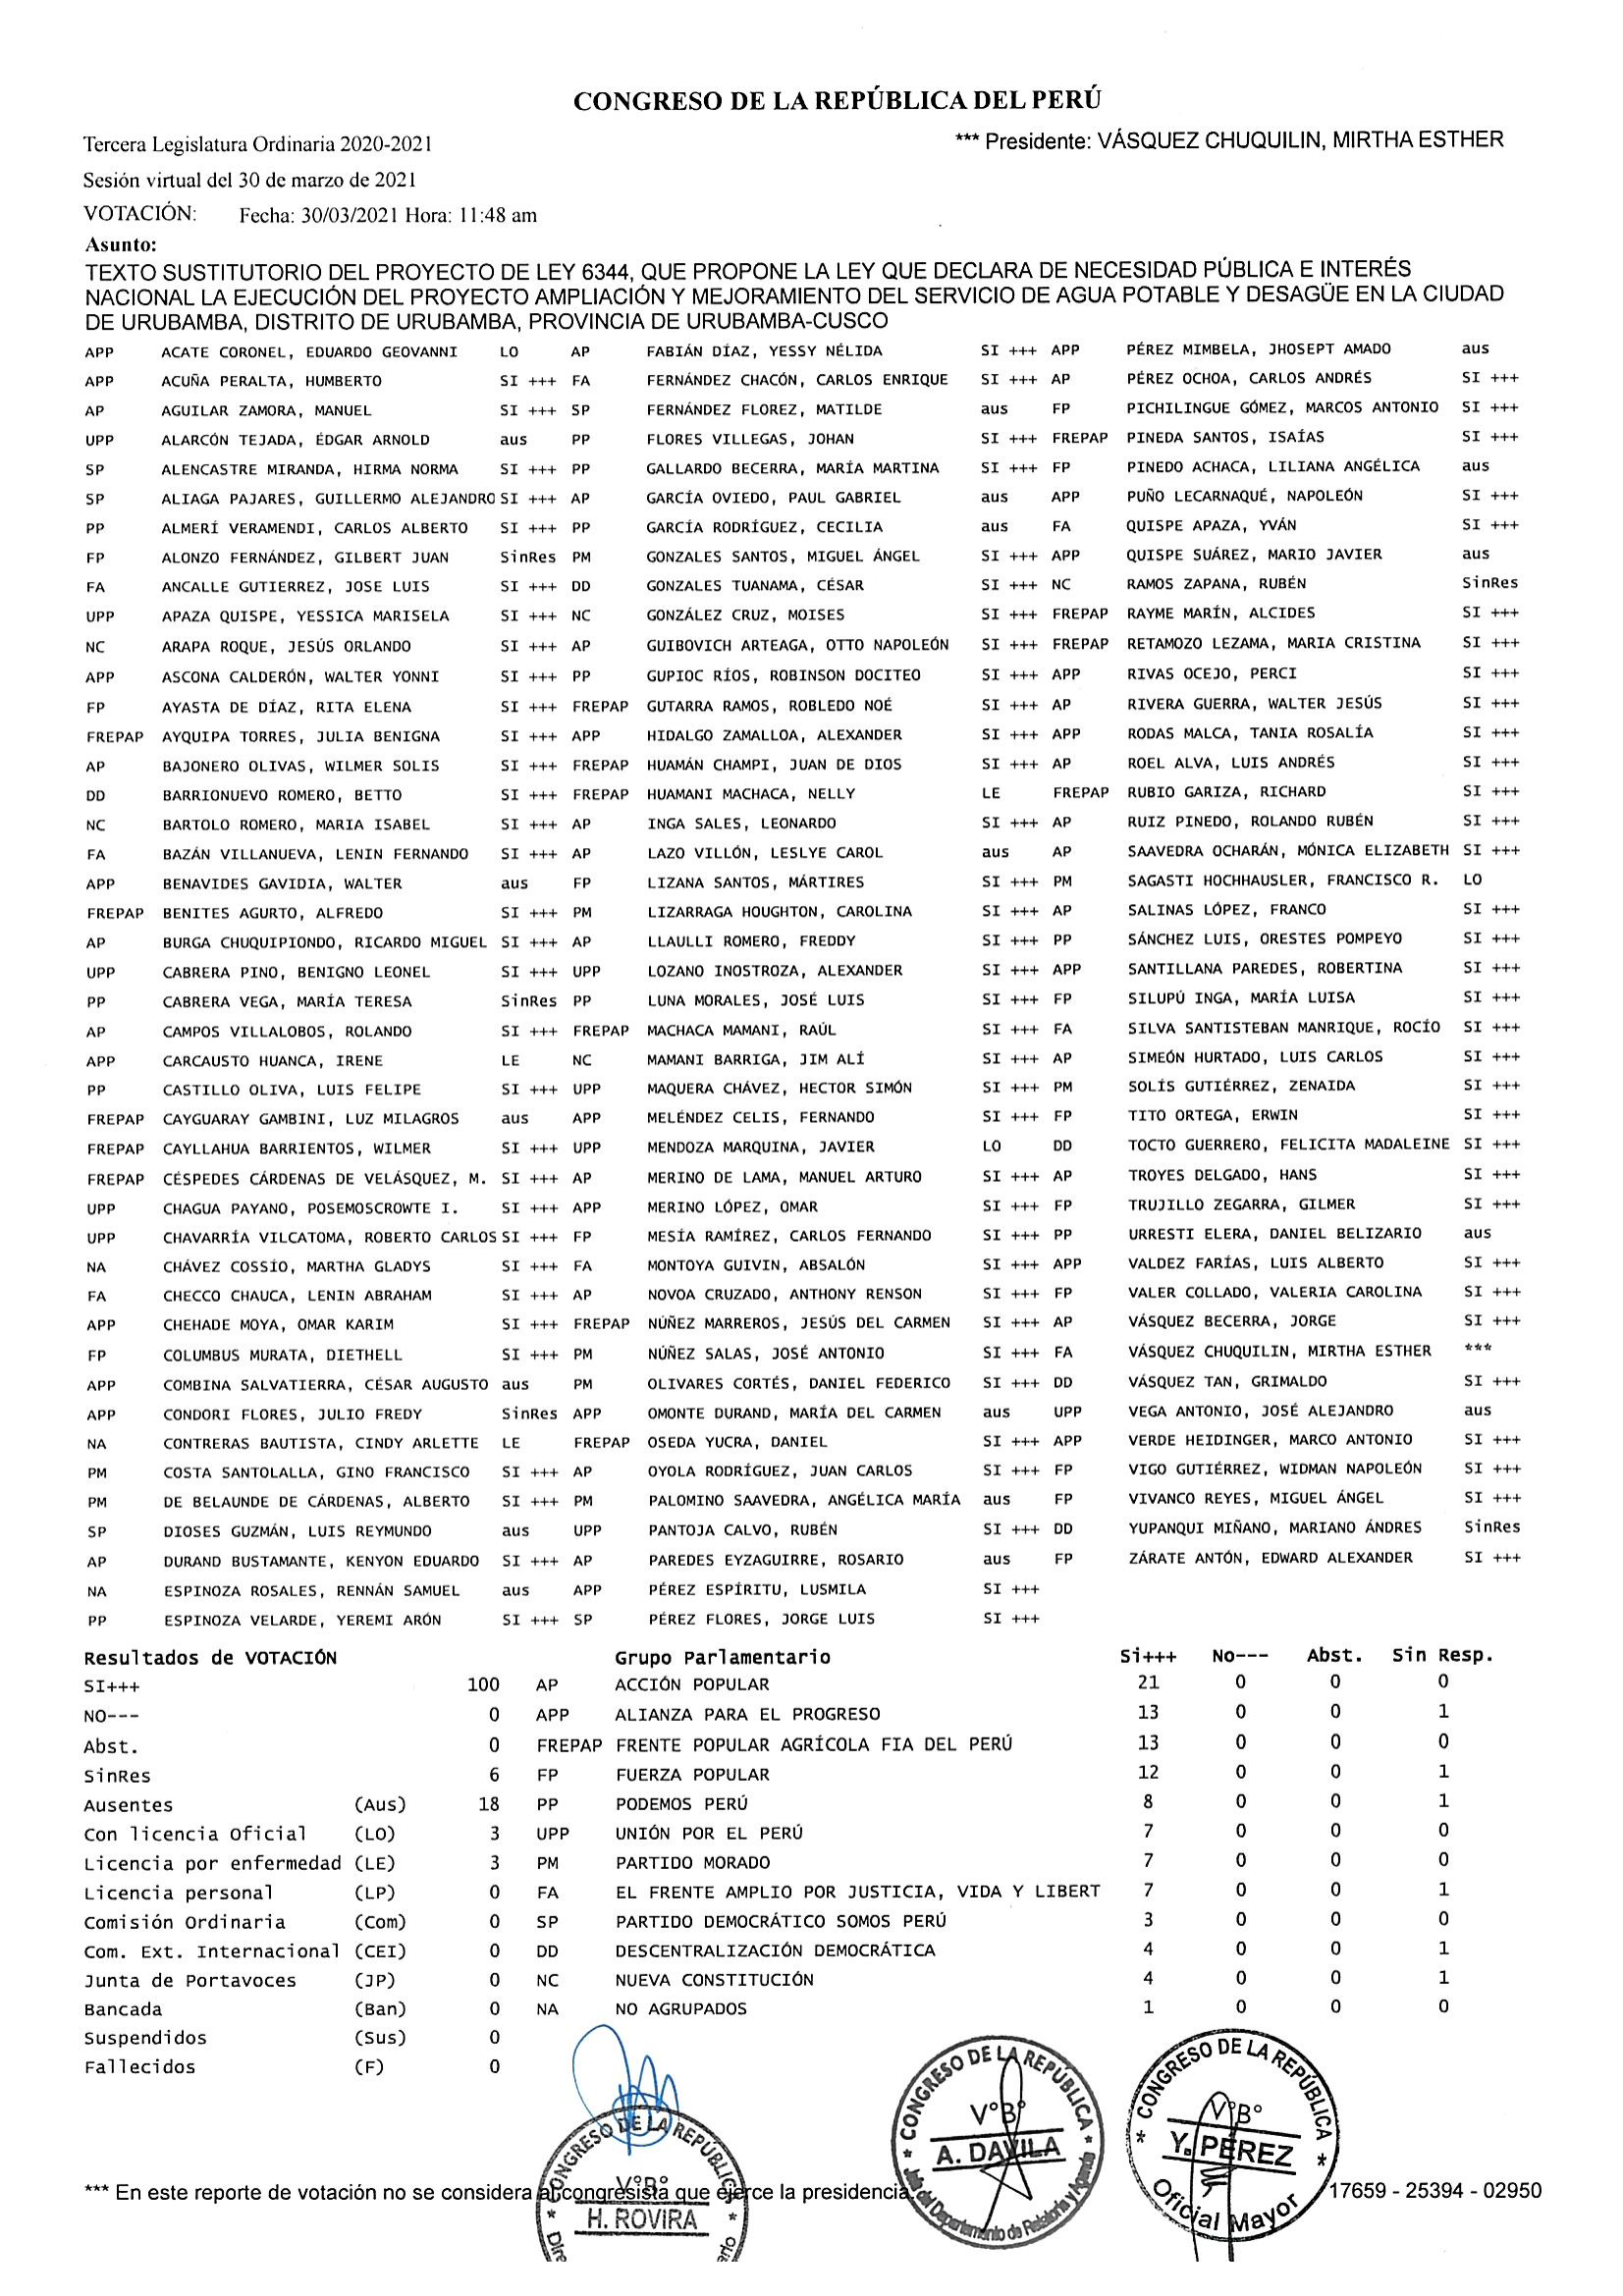 CONGRESO DE LA REPÚBLICA DEL PERÚ
Tercera Legislatura Ordinaria 2020-2021 *** Presidente: VÁSQUEZ CHUQUILIN, MIRTHA ESTHER
Sesión virtual del 30 de marzo de 2021
VOTACIÓN: Fecha: 30/03/2021 Hora: 11:48 am
Asunto:
TEXTO SUSTITUTORIO DEL PROYECTO DE LEY 6344, QUE PROPONE LA LEY QUE DECLARA DE NECESIDAD PÚBLICA E INTERÉS
NACIONAL LA EJECUCIÓN DEL PROYECTO AMPLIACIÓN Y MEJORAMIENTO DEL SERVICIO DE AGUA POTABLE Y DESAGÜE EN LA CIUDAD
DE URUBAMBA, DISTRITO DE URUBAMBA, PROVINCIA DE URUBAMBA-CUSCO
APP ACATE CORONEL, EDUARDO GEOVANNI LO AP FABIÁN DÍAZ, YESSY NÉLIDA SI +++ APP PÉREZ MIMBELA, JHOSEPT AMADO aus
APP ACUÑA PERALTA, HUMBERTO SI +++ FA FERNÁNDEZ CHACÓN, CARLOS ENRIQUE SI +++ AP PÉREZ OCHOA, CARLOS ANDRÉS SI +++
AP AGUILAR ZAMORA, MANUEL SI +++ SP FERNÁNDEZ FLOREZ, MATILDE aus FP PICHILINGUE GÓMEZ, MARCOS ANTONIO SI +++
UPP ALARCÓN TEJADA, ÉDGAR ARNOLD aus PP FLORES VILLEGAS, JOHAN SI +++ FREPAP PINEDA SANTOS, ISAÍAS SI +++
SP ALENCASTRE MIRANDA, HIRMA NORMA SI +++ PP GALLARDO BECERRA, MARÍA MARTINA SI +++ FP PINEDO ACHACA, LILIANA ANGÉLICA aus
SP ALIAGA PAJARES, GUILLERMO ALEJANDRO SI +++ AP GARCÍA OVIEDO, PAUL GABRIEL aus APP PUÑO LECARNAQUÉ, NAPOLEÓN SI +++
PP ALMERÍ VERAMENDI, CARLOS ALBERTO SI +++ PP GARCÍA RODRÍGUEZ, CECILIA aus FA QUISPE APAZA, YVÁN SI +++
FP ALONZO FERNÁNDEZ, GILBERT JUAN SinRes PM GONZALES SANTOS, MIGUEL ÁNGEL SI +++ APP QUISPE SUÁREZ, MARIO JAVIER aus
FA ANCALLE GUTIERREZ, JOSE LUIS SI +++ DD GONZALES TUANAMA, CÉSAR SI +++ NC RAMOS ZAPANA, RUBÉN SinRes
UPP APAZA QUISPE, YESSICA MARISELA SI +++ NC GONZÁLEZ CRUZ, MOISES SI +++ FREPAP RAYME MARÍN, ALCIDES SI +++
NC ARAPA ROQUE, JESÚS ORLANDO SI +++ AP GUIBOVICH ARTEAGA, OTTO NAPOLEÓN SI +++ FREPAP RETAMOZO LEZAMA, MARIA CRISTINA SI +++
APP ASCONA CALDERÓN, WALTER YONNI SI +++ PP GUPIOC RÍOS, ROBINSON DOCITEO SI +++ APP RIVAS OCEJO, PERCI SI +++
FP AYASTA DE DÍAZ, RITA ELENA SI +++ FREPAP GUTARRA RAMOS, ROBLEDO NOÉ SI +++ AP RIVERA GUERRA, WALTER JESÚS SI +++
FREPAP AYQUIPA TORRES, JULIA BENIGNA SI +++ APP HIDALGO ZAMALLOA, ALEXANDER SI +++ APP RODAS MALCA, TANIA ROSALÍA SI +++
AP BAJONERO OLIVAS, WILMER SOLIS SI +++ FREPAP HUAMÁN CHAMPI, JUAN DE DIOS SI +++ AP ROEL ALVA, LUIS ANDRÉS SI +++
DD BARRIONUEVO ROMERO, BETTO SI +++ FREPAP HUAMANI MACHACA, NELLY LE FREPAP RUBIO GARIZA, RICHARD SI +++
NC BARTOLO ROMERO, MARIA ISABEL SI +++ AP INGA SALES, LEONARDO SI +++ AP RUIZ PINEDO, ROLANDO RUBÉN SI +++
FA BAZÁN VILLANUEVA, LENIN FERNANDO SI +++ AP LAZO VILLÓN, LESLYE CAROL aus AP SAAVEDRA OCHARÁN, MÓNICA ELIZABETH SI +++
APP BENAVIDES GAVIDIA, WALTER aus FP LIZANA SANTOS, MÁRTIRES SI +++ PM SAGASTI HOCHHAUSLER, FRANCISCO R. LO
FREPAP BENITES AGURTO, ALFREDO SI +++ PM LIZARRAGA HOUGHTON, CAROLINA SI +++ AP SALINAS LÓPEZ, FRANCO SI +++
AP BURGA CHUQUIPIONDO, RICARDO MIGUEL SI +++ AP LLAULLI ROMERO, FREDDY SI +++ PP SÁNCHEZ LUIS, ORESTES POMPEYO SI +++
UPP CABRERA PINO, BENIGNO LEONEL SI +++ UPP LOZANO INOSTROZA, ALEXANDER SI +++ APP SANTILLANA PAREDES, ROBERTINA SI +++
PP CABRERA VEGA, MARÍA TERESA SinRes PP LUNA MORALES, JOSÉ LUIS SI +++ FP SILUPÚ INGA, MARÍA LUISA SI +++
AP CAMPOS VILLALOBOS, ROLANDO SI +++ FREPAP MACHACA MAMANI, RAÚL SI +++ FA SILVA SANTISTEBAN MANRIQUE, ROCÍO SI +++
APP CARCAUSTO HUANCA, IRENE LE NC MAMANI BARRIGA, JIM ALÍ SI +++ AP SIMEÓN HURTADO, LUIS CARLOS SI +++
PP CASTILLO OLIVA, LUIS FELIPE SI +++ UPP MAQUERA CHÁVEZ, HECTOR SIMÓN SI +++ PM SOLÍS GUTIÉRREZ, ZENAIDA SI +++
FREPAP CAYGUARAY GAMBINI, LUZ MILAGROS aus APP MELÉNDEZ CELIS, FERNANDO SI +++ FP TITO ORTEGA, ERWIN SI +++
FREPAP CAYLLAHUA BARRIENTOS, WILMER SI +++ UPP MENDOZA MARQUINA, JAVIER LO DD TOCTO GUERRERO, FELICITA MADALEINE SI +++
FREPAP CÉSPEDES CÁRDENAS DE VELÁSQUEZ, M. SI +++ AP MERINO DE LAMA, MANUEL ARTURO SI +++ AP TROYES DELGADO, HANS SI +++
UPP CHAGUA PAYANO, POSEMOSCROWTE I. SI +++ APP MERINO LÓPEZ, OMAR SI +++ FP TRUJILLO ZEGARRA, GILMER SI +++
UPP CHAVARRÍA VILCATOMA, ROBERTO CARLOS SI +++ FP MESÍA RAMÍREZ, CARLOS FERNANDO SI +++ PP URRESTI ELERA, DANIEL BELIZARIO aus
NA CHÁVEZ COSSÍO, MARTHA GLADYS SI +++ FA MONTOYA GUIVIN, ABSALÓN SI +++ APP VALDEZ FARÍAS, LUIS ALBERTO SI +++
FA CHECCO CHAUCA, LENIN ABRAHAM SI +++ AP NOVOA CRUZADO, ANTHONY RENSON SI +++ FP VALER COLLADO, VALERIA CAROLINA SI +++
APP CHEHADE MOYA, OMAR KARIM SI +++ FREPAP NÚÑEZ MARREROS, JESÚS DEL CARMEN SI +++ AP VÁSQUEZ BECERRA, JORGE SI +++
FP COLUMBUS MURATA, DIETHELL SI +++ PM NÚÑEZ SALAS, JOSÉ ANTONIO SI +++ FA VÁSQUEZ CHUQUILIN, MIRTHA ESTHER ***
APP COMBINA SALVATIERRA, CÉSAR AUGUSTO aus PM OLIVARES CORTÉS, DANIEL FEDERICO SI +++ DD VÁSQUEZ TAN, GRIMALDO SI +++
APP CONDORI FLORES, JULIO FREDY SinRes APP OMONTE DURAND, MARÍA DEL CARMEN aus UPP VEGA ANTONIO, JOSÉ ALEJANDRO aus
NA CONTRERAS BAUTISTA, CINDY ARLETTE LE FREPAP OSEDA YUCRA, DANIEL SI +++ APP VERDE HEIDINGER, MARCO ANTONIO SI +++
PM COSTA SANTOLALLA, GINO FRANCISCO SI +++ AP OYOLA RODRÍGUEZ, JUAN CARLOS SI +++ FP VIGO GUTIÉRREZ, WIDMAN NAPOLEÓN SI +++
PM DE BELAUNDE DE CÁRDENAS, ALBERTO SI +++ PM PALOMINO SAAVEDRA, ANGÉLICA MARÍA aus FP VIVANCO REYES, MIGUEL ÁNGEL SI +++
SP DIOSES GUZMÁN, LUIS REYMUNDO aus UPP PANTOJA CALVO, RUBÉN SI +++ DD YUPANQUI MIÑANO, MARIANO ÁNDRES SinRes
AP DURAND BUSTAMANTE, KENYON EDUARDO SI +++ AP PAREDES EYZAGUIRRE, ROSARIO aus FP ZÁRATE ANTÓN, EDWARD ALEXANDER SI +++
NA ESPINOZA ROSALES, RENNÁN SAMUEL aus APP PÉREZ ESPÍRITU, LUSMILA SI +++
PP ESPINOZA VELARDE, YEREMI ARÓN SI +++ SP PÉREZ FLORES, JORGE LUIS SI +++
Resultados de VOTACIÓN Grupo Parlamentario Si+++ No--- Abst. Sin Resp.
SI+++ 100 AP ACCIÓN POPULAR 21 0 0 0
NO--- 0 APP ALIANZA PARA EL PROGRESO 13 0 0 1
Abst. 0 FREPAP FRENTE POPULAR AGRÍCOLA FIA DEL PERÚ 13 0 0 0
SinRes 6 FP FUERZA POPULAR 12 0 0 1
Ausentes (Aus) 18 PP PODEMOS PERÚ 8 0 0 1
Con licencia Oficial (LO) 3 UPP UNIÓN POR EL PERÚ 7 0 0 0
Licencia por enfermedad (LE) 3 PM PARTIDO MORADO 7 0 0 0
Licencia personal (LP) 0 FA EL FRENTE AMPLIO POR JUSTICIA, VIDA Y LIBERT 7 0 0 1
Comisión Ordinaria (Com) 0 SP PARTIDO DEMOCRÁTICO SOMOS PERÚ 3 0 0 0
Com. Ext. Internacional (CEI) 0 DD DESCENTRALIZACIÓN DEMOCRÁTICA 4 0 0 1
Junta de Portavoces (JP) 0 NC NUEVA CONSTITUCIÓN 4 0 0 1
Bancada (Ban) 0 NA NO AGRUPADOS 1 0 0 0
Suspendidos (Sus) 0
Fallecidos (F) 0
CONGRESO DE LA REPÚBLICA
V°B°
H. ROVIRA
CONGRESO DE LA REPÚBLICA
V°B°
A. DAVILA
Jefa del Departamento de Relatoría y Agenda
CONGRESO DE LA REPÚBLICA
V°B°
Y. PEREZ
Oficial Mayor
*** En este reporte de votación no se considera al congresista que ejerce la presidencia. 17659 - 25394 - 02950